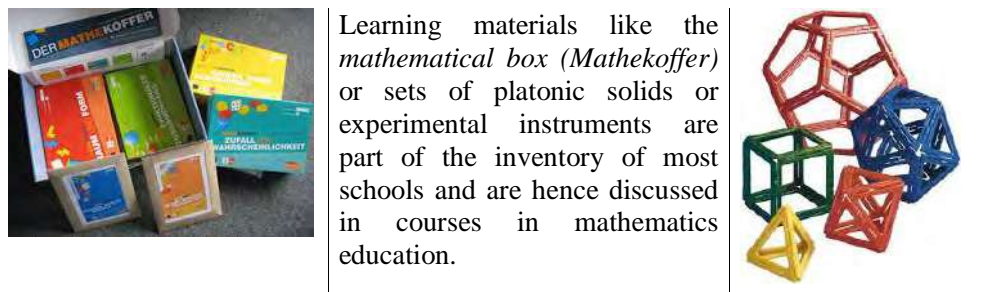 DER MATHEKOFFER
RAUM FORM
ZUFALL
WAHRSCHEINLICHKEIT
Learning materials like the
mathematical box (Mathekoffer)
or sets of platonic solids or
experimental instruments are
part of the inventory of most
schools and are hence discussed
in courses in mathematics
education.